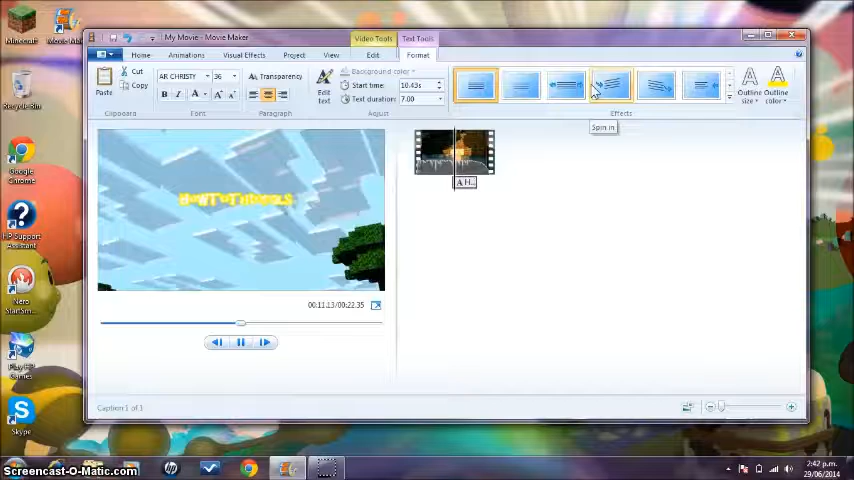 Minecraft
Movie Ma...
My Movie - Movie Maker
Video Tools
Text Tools
Home
Animations
Visual Effects
Project
View
Edit
Format
Paste
Cut
Copy
Clipboard
AR CHRISTY
36
B I A A A
Font
Transparency
Paragraph
Edit text
Background color
Start time: 10.43s
Text duration: 7.00
Adjust
Effects
Outline size
Outline color
Spin in
Recycle Bin
Google Chrome
HP Support Assistant
Nero StartSm...
Play HP Games
Skype
HOWTOTUTORIALS
A H...
00:11.13/00:22.35
Caption 1 of 1
Screencast-O-Matic.com
2:42 p.m.
29/06/2014